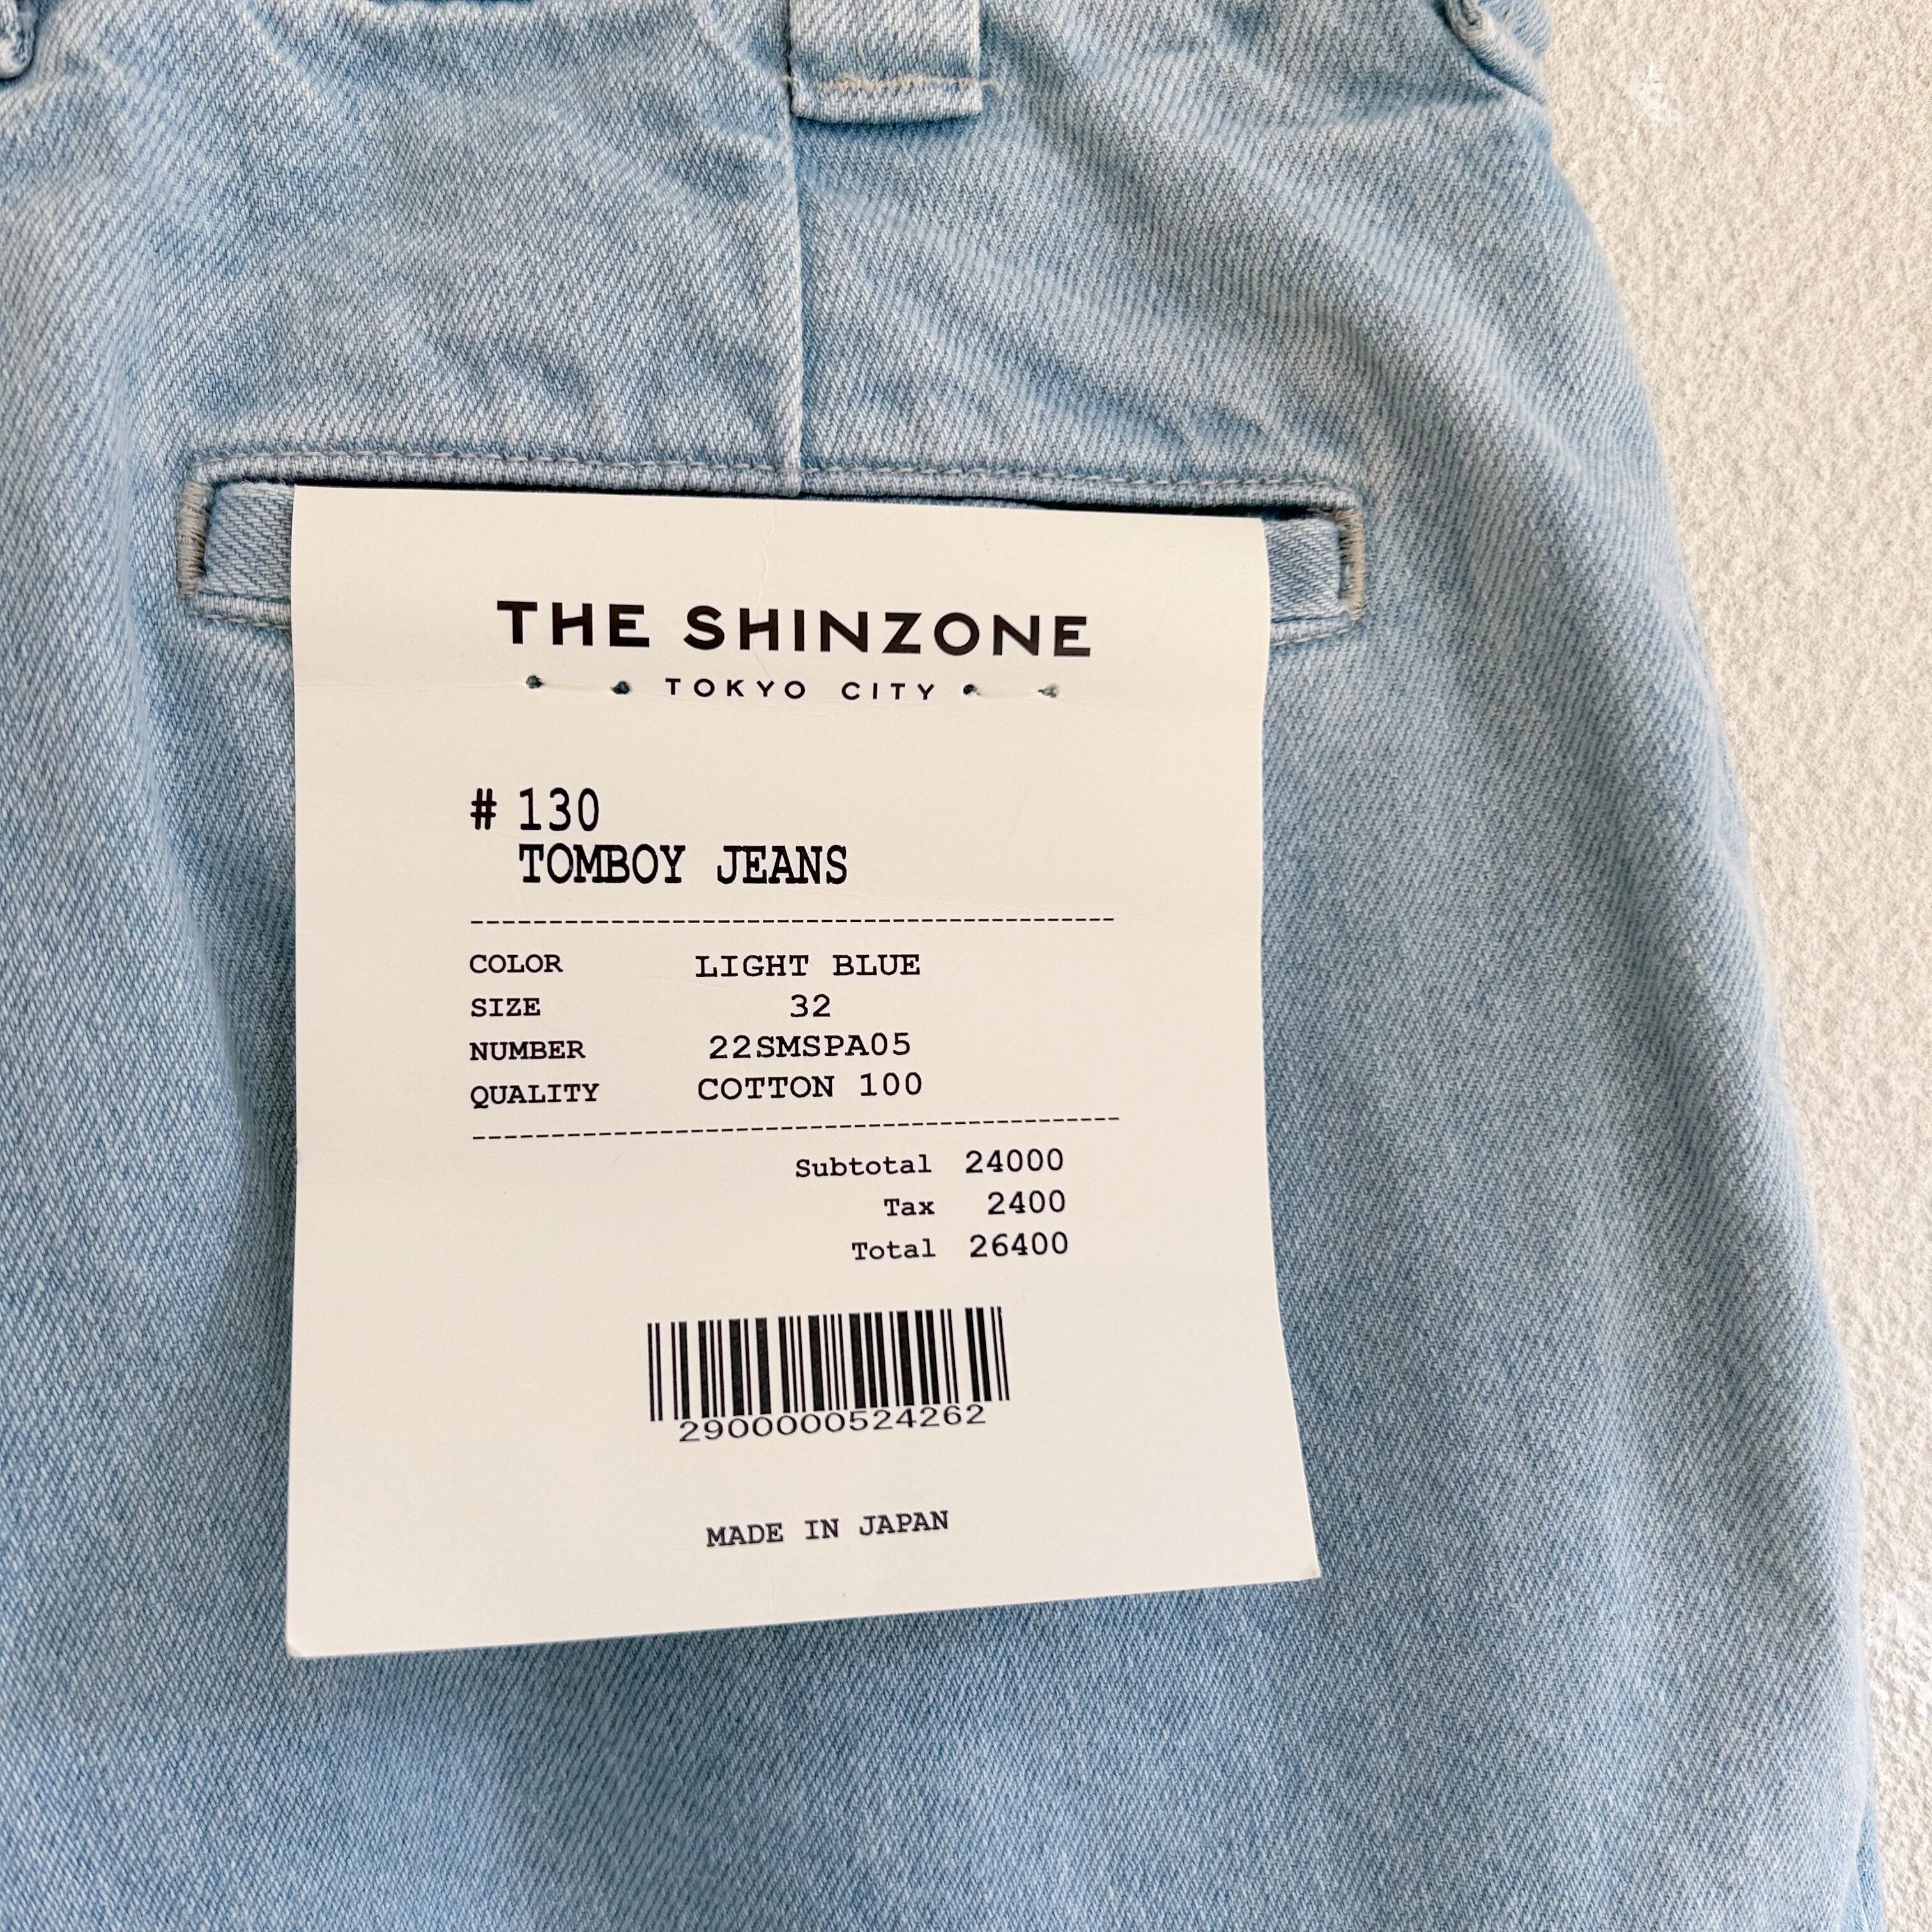 THE SHINZONE
TOKYO CITY
# 130
TOMBOY JEANS
COLOR LIGHT BLUE
SIZE 32
NUMBER 22SMSPA05
QUALITY COTTON 100
Subtotal 24000
Tax 2400
Total 26400
2900000524262
MADE IN JAPAN